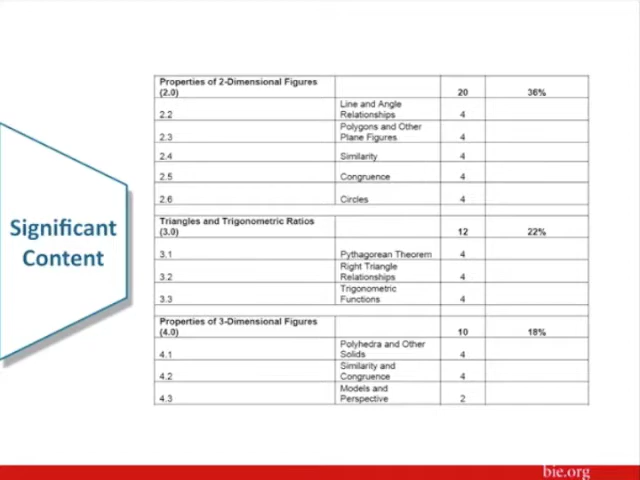 Significant
Content
Properties of 2-Dimensional Figures
(2.0) 20 36%
2.2 Line and Angle
Relationships 4
2.3 Polygons and Other
Plane Figures 4
2.4 Similarity 4
2.5 Congruence 4
2.6 Circles 4
Triangles and Trigonometric Ratios
(3.0) 12 22%
3.1 Pythagorean Theorem 4
3.2 Right Triangle
Relationships 4
3.3 Trigonometric
Functions 4
Properties of 3-Dimensional Figures
(4.0) 10 18%
4.1 Polyhedra and Other
Solids 4
4.2 Similarity and
Congruence 4
4.3 Models and
Perspective 2
bie.org